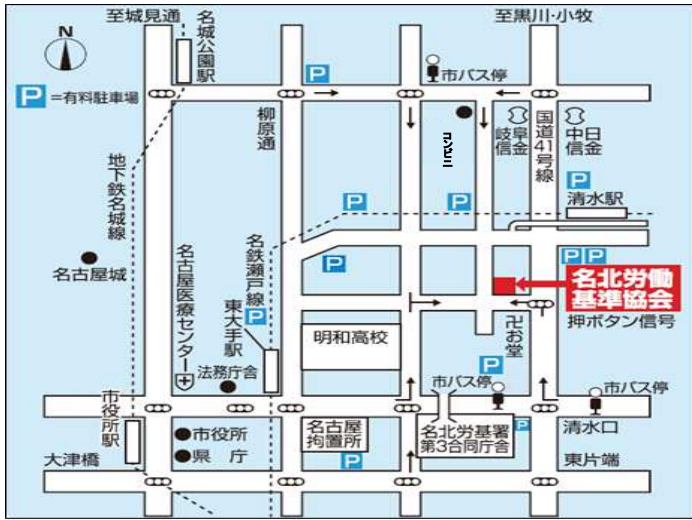 至城見通
至黒川・小牧
N
名城公園駅
P
市バス停
P=有料駐車場
柳原通
コンビニ
岐阜信金
国道41号線
中日信金
P
清水駅
地下鉄名城線
P
P
名古屋城
名古屋医療センター
名鉄瀬戸線
P
P P
名北労働
基準協会
東大手駅
P
押ボタン信号
明和高校
卍お堂
法務庁舎
P
市バス停
市バス停
市役所駅
市役所
名古屋
拘置所
名北労基署
第3合同庁舎
P
清水口
大津橋
県庁
P
東片端